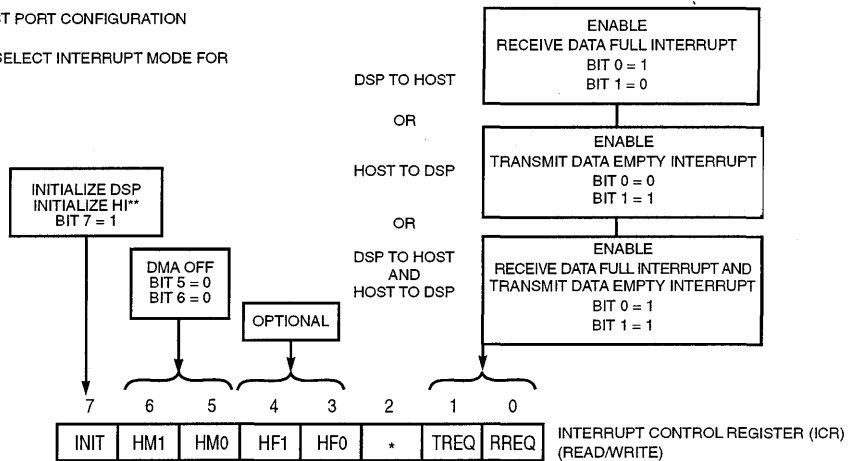 ST PORT CONFIGURATION
SELECT INTERRUPT MODE FOR
DSP TO HOST
OR
HOST TO DSP
OR
DSP TO HOST
AND
HOST TO DSP
ENABLE
RECEIVE DATA FULL INTERRUPT
BIT 0 = 1
BIT 1 = 0
ENABLE
TRANSMIT DATA EMPTY INTERRUPT
BIT 0 = 0
BIT 1 = 1
ENABLE
RECEIVE DATA FULL INTERRUPT AND
TRANSMIT DATA EMPTY INTERRUPT
BIT 0 = 1
BIT 1 = 1
INITIALIZE DSP
INITIALIZE HI**
BIT 7 = 1
DMA OFF
BIT 5 = 0
BIT 6 = 0
OPTIONAL
7 6 5 4 3 2 1 0
INIT HM1 HM0 HF1 HF0 * TREQ RREQ
INTERRUPT CONTROL REGISTER (ICR)
(READ/WRITE)